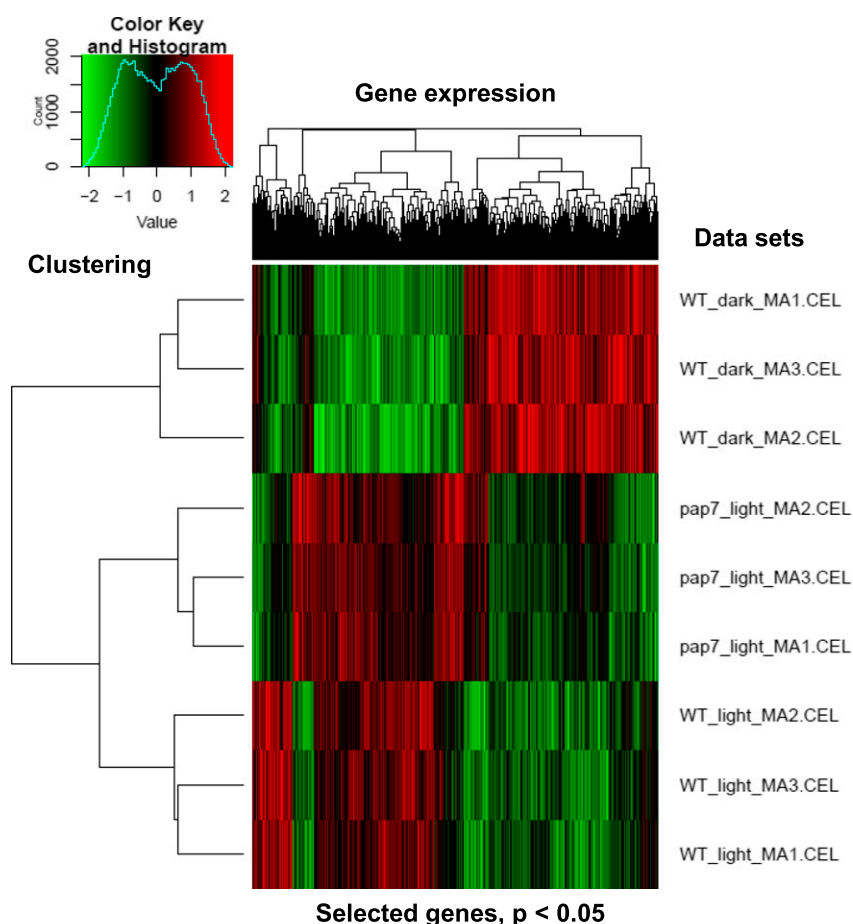 Color Key
and Histogram
Count
0
1000
2000
−2 −1 0 1 2
Value
Gene expression
Clustering
Data sets
WT_dark_MA1.CEL
WT_dark_MA3.CEL
WT_dark_MA2.CEL
pap7_light_MA2.CEL
pap7_light_MA3.CEL
pap7_light_MA1.CEL
WT_light_MA2.CEL
WT_light_MA3.CEL
WT_light_MA1.CEL
Selected genes, p < 0.05